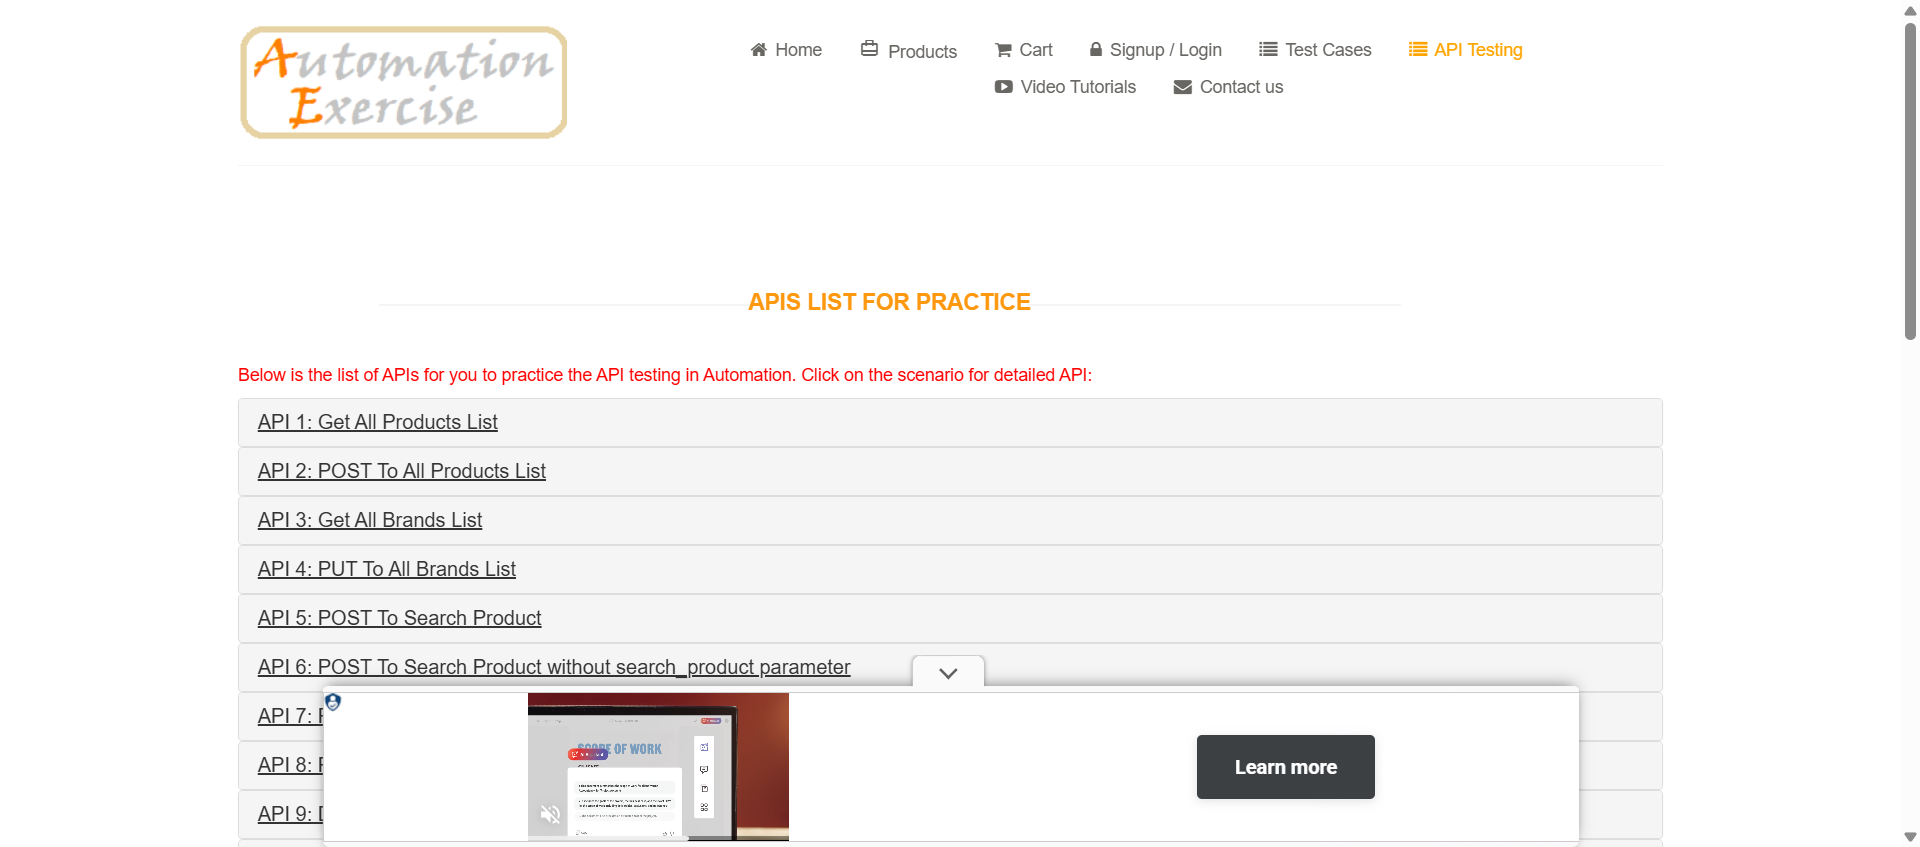 Automation
Exercise
Home
Products
Cart
Signup / Login
Test Cases
API Testing
Video Tutorials
Contact us
APIS LIST FOR PRACTICE
Below is the list of APIs for you to practice the API testing in Automation. Click on the scenario for detailed API:
API 1: Get All Products List
API 2: POST To All Products List
API 3: Get All Brands List
API 4: PUT To All Brands List
API 5: POST To Search Product
API 6: POST To Search Product without search_product parameter
API 7:
API 8:
API 9:
SCOPE OF WORK
Learn more